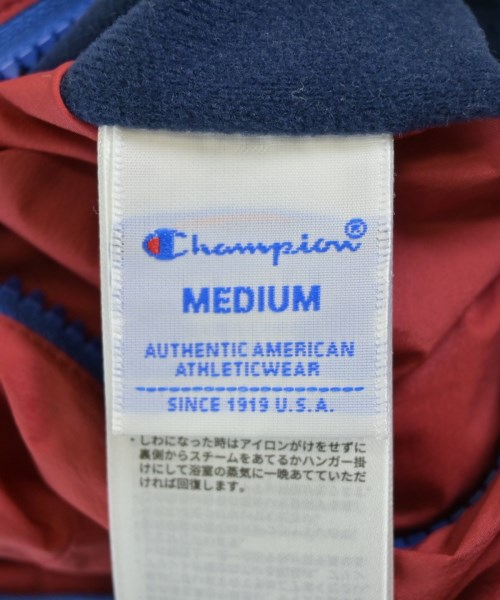 Champion®
MEDIUM
AUTHENTIC AMERICAN
ATHLETICWEAR
SINCE 1919 U.S.A.
・しわになった時はアイロンがけをせずに
裏側からスチームをあてるかハンガー掛
けにして浴室の蒸気に一晩あてていただ
ければ回復します。